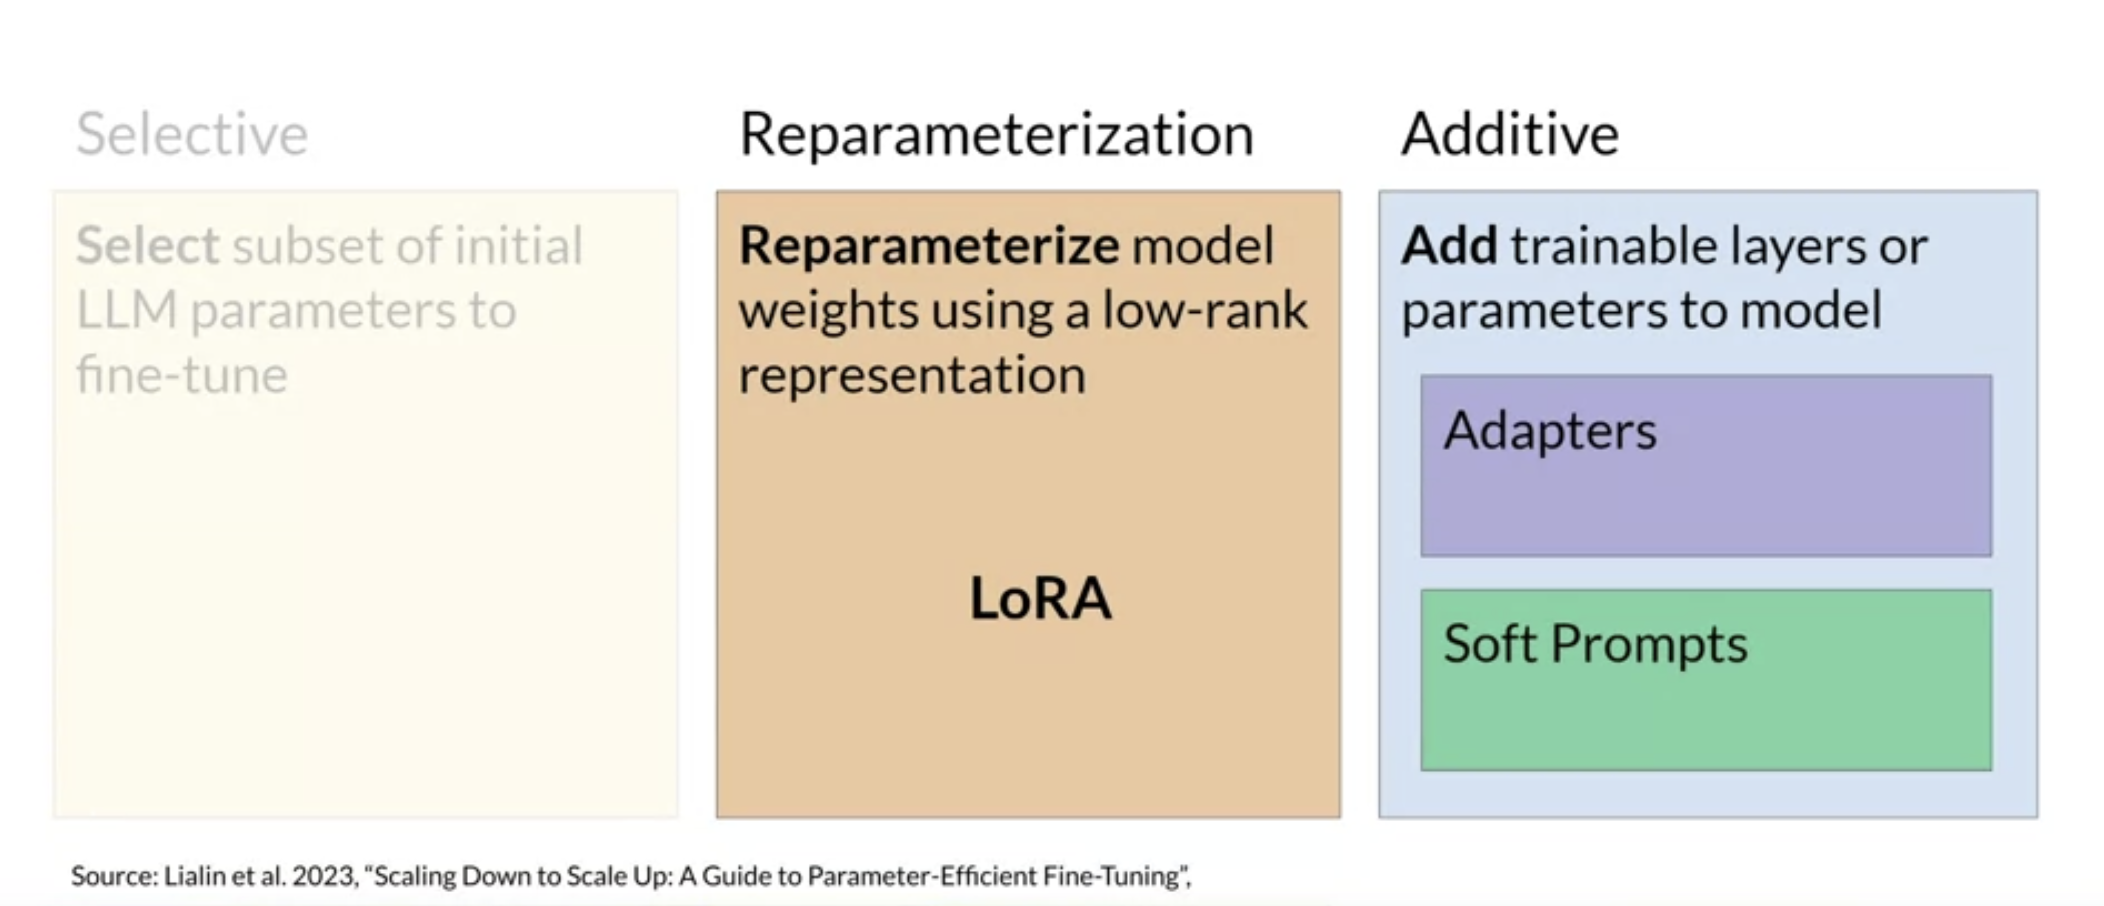 Selective
Select subset of initial
LLM parameters to
fine-tune
Reparameterization
Reparameterize model
weights using a low-rank
representation
LoRA
Additive
Add trainable layers or
parameters to model
Adapters
Soft Prompts
Source: Lialin et al. 2023, “Scaling Down to Scale Up: A Guide to Parameter-Efficient Fine-Tuning”,